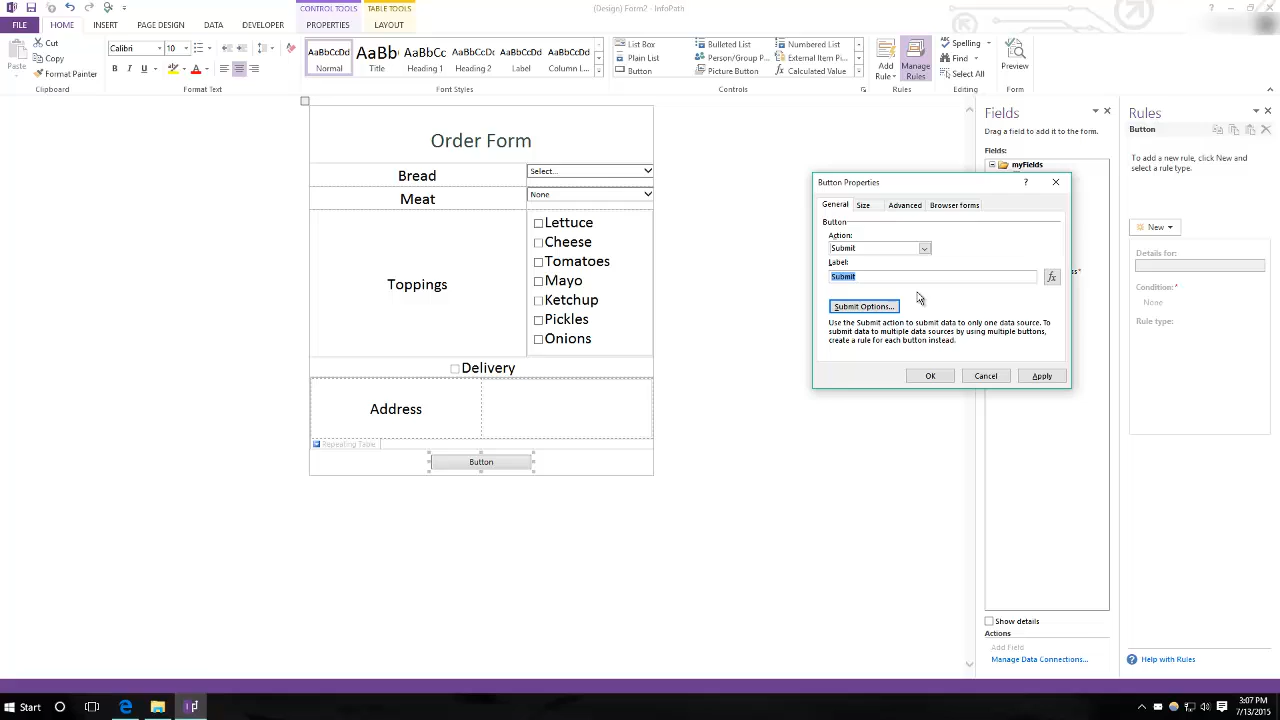 (Design) Form2 - InfoPath
CONTROL TOOLS
TABLE TOOLS
FILE
HOME
INSERT
PAGE DESIGN
DATA
DEVELOPER
PROPERTIES
LAYOUT
Paste
Cut
Copy
Format Painter
Clipboard
Calibri
10
B I U
Format Text
AaBbCcDd
Normal
AaBb
Title
AaBbCc
Heading 1
AaBbCcD
Heading 2
AaBbCcD
Label
AaBbCcDd
Column L...
Font Styles
List Box
Plain List
Button
Bulleted List
Person/Group P...
Picture Button
Numbered List
External Item Pi...
Calculated Value
Controls
Add
Rule
Manage
Rules
Rules
Spelling
Find
Select All
Editing
Preview
Form
Order Form
Bread
Select...
Meat
None
Toppings
Lettuce
Cheese
Tomatoes
Mayo
Ketchup
Pickles
Onions
Delivery
Address
Repeating Table
Button
Button Properties
General
Size
Advanced
Browser forms
Button
Action:
Submit
Label:
Submit
fx
Submit Options...
Use the Submit action to submit data to only one data source. To
submit data to multiple data sources by using multiple buttons,
create a rule for each button instead.
OK
Cancel
Apply
Fields
Drag a field to add it to the form.
Fields:
myFields
Show details
Actions
Add Field
Manage Data Connections...
Rules
Button
To add a new rule, click New and
select a rule type.
New
Details for:
Condition: *
None
Rule type:
Help with Rules
Start
3:07 PM
7/13/2015